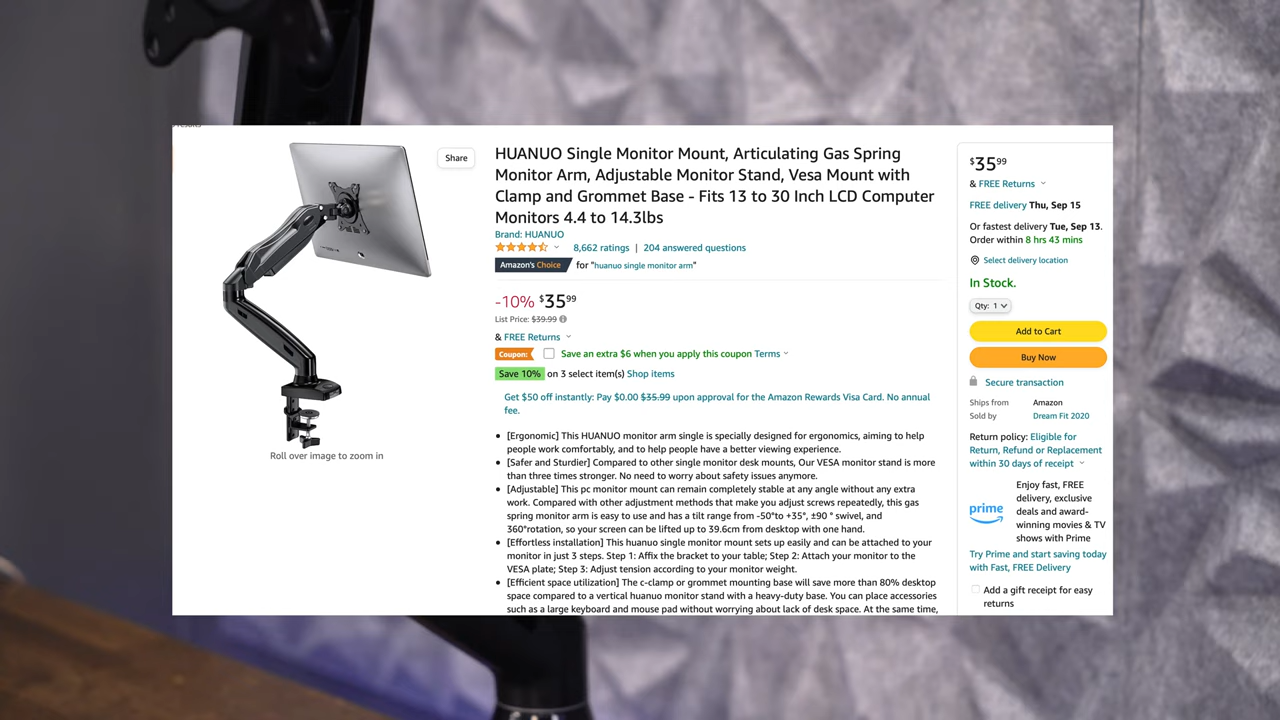 results
Share
HUANUO Single Monitor Mount, Articulating Gas Spring
Monitor Arm, Adjustable Monitor Stand, Vesa Mount with
Clamp and Grommet Base - Fits 13 to 30 Inch LCD Computer
Monitors 4.4 to 14.3lbs
Brand: HUANUO
8,662 ratings | 204 answered questions
Amazon's Choice for "huanuo single monitor arm"
-10% $35 99
List Price: $39.99
& FREE Returns
Coupon: Save an extra $6 when you apply this coupon Terms
Save 10% on 3 select item(s) Shop items
Get $50 off instantly: Pay $0.00 $35.99 upon approval for the Amazon Rewards Visa Card. No annual
fee.
• [Ergonomic] This HUANUO monitor arm single is specially designed for ergonomics, aiming to help
people work comfortably, and to help people have a better viewing experience.
• [Safer and Sturdier] Compared to other single monitor desk mounts, Our VESA monitor stand is more
than three times stronger. No need to worry about safety issues anymore.
• [Adjustable] This pc monitor mount can remain completely stable at any angle without any extra
work. Compared with other adjustment methods that make you adjust screws repeatedly, this gas
spring monitor arm is easy to use and has a tilt range from -50°to +35°, ±90 ° swivel, and
360°rotation, so your screen can be lifted up to 39.6cm from desktop with one hand.
• [Effortless installation] This huanuo single monitor mount sets up easily and can be attached to your
monitor in just 3 steps. Step 1: Affix the bracket to your table; Step 2: Attach your monitor to the
VESA plate; Step 3: Adjust tension according to your monitor weight.
• [Efficient space utilization] The c-clamp or grommet mounting base will save more than 80% desktop
space compared to a vertical huanuo monitor stand with a heavy-duty base. You can place accessories
such as a large keyboard and mouse pad without worrying about lack of desk space. At the same time,
Roll over image to zoom in
$35 99
& FREE Returns
FREE delivery Thu, Sep 15
Or fastest delivery Tue, Sep 13.
Order within 8 hrs 43 mins
Select delivery location
In Stock.
Qty: 1
Add to Cart
Buy Now
Secure transaction
Ships from Amazon
Sold by Dream Fit 2020
Return policy: Eligible for
Return, Refund or Replacement
within 30 days of receipt
prime
Enjoy fast, FREE
delivery, exclusive
deals and award-
winning movies & TV
shows with Prime
Try Prime and start saving today
with Fast, FREE Delivery
Add a gift receipt for easy
returns